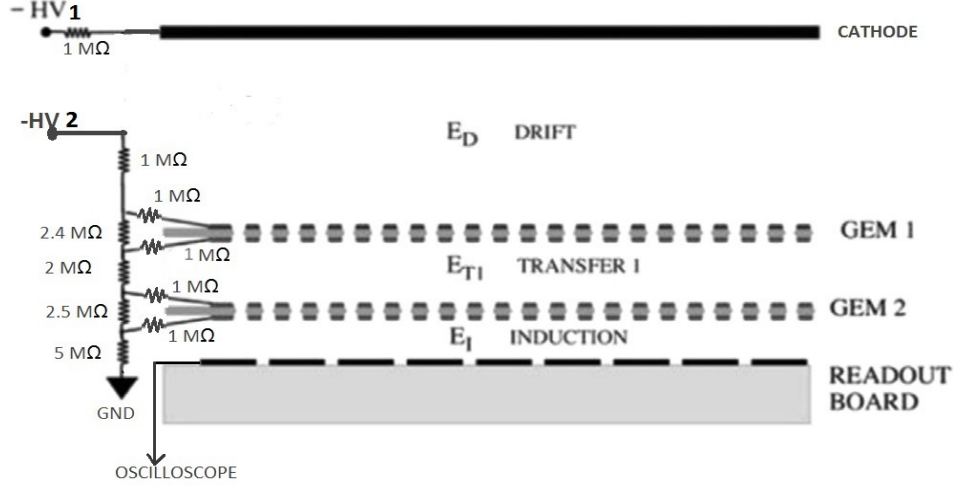 – HV 1
1 MΩ
CATHODE
-HV 2
E_D DRIFT
1 MΩ
1 MΩ
2.4 MΩ
GEM 1
1 MΩ
2 MΩ
E_T1 TRANSFER 1
1 MΩ
2.5 MΩ
GEM 2
1 MΩ
E_I INDUCTION
5 MΩ
READOUT
BOARD
GND
OSCILLOSCOPE